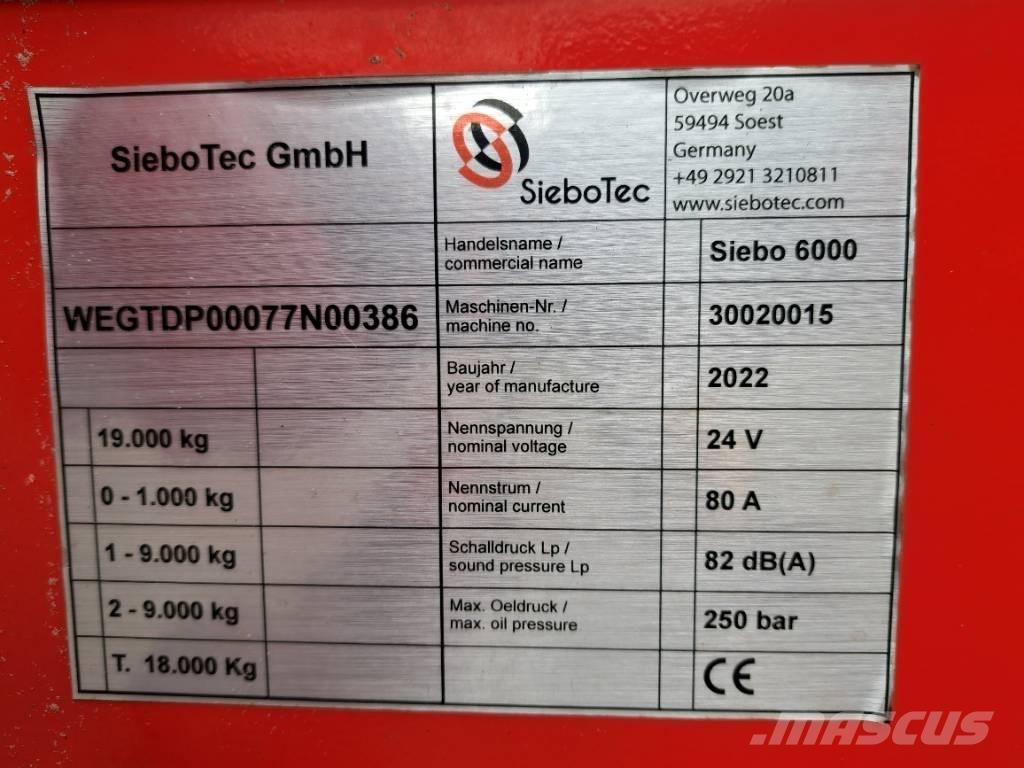 SieboTec GmbH
SieboTec
Overweg 20a
59494 Soest
Germany
+49 2921 3210811
www.siebotec.com
Handelsname /
commercial name
Siebo 6000
WEGTDP00077N00386
Maschinen-Nr. /
machine no.
30020015
Baujahr /
year of manufacture
2022
19.000 kg
Nennspannung /
nominal voltage
24 V
0 - 1.000 kg
Nennstrum /
nominal current
80 A
1 - 9.000 kg
Schalldruck Lp /
sound pressure Lp
82 dB(A)
2 - 9.000 kg
Max. Oeldruck /
max. oil pressure
250 bar
T. 18.000 Kg
CE
MASCUS